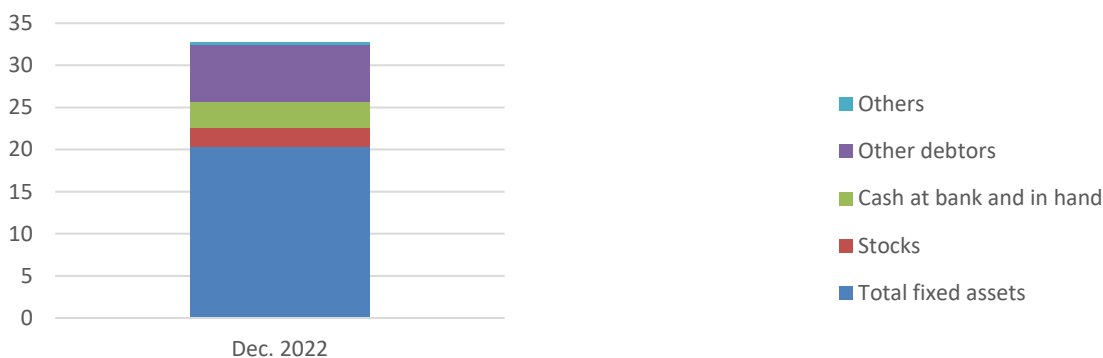 35
30
25
20
15
10
5
0
Dec. 2022
Others
Other debtors
Cash at bank and in hand
Stocks
Total fixed assets